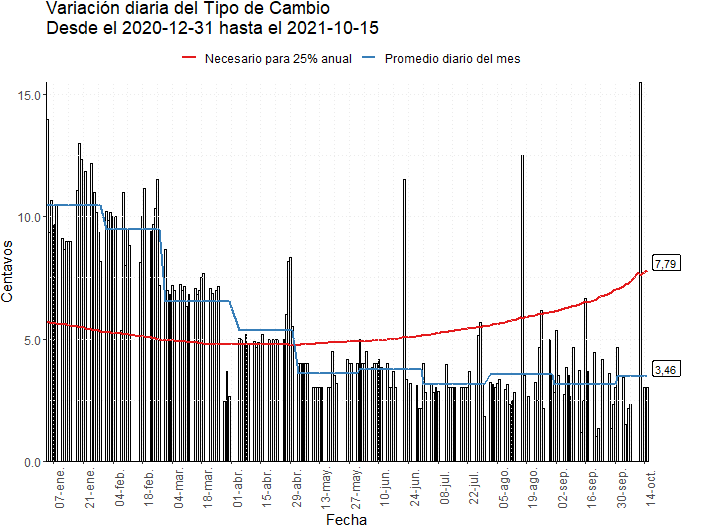 Variación diaria del Tipo de Cambio
Desde el 2020-12-31 hasta el 2021-10-15
Necesario para 25% anual
Promedio diario del mes
15.0
10.0
5.0
0.0
Centavos
7,79
3,46
07-ene.
21-ene.
04-feb.
18-feb.
04-mar.
18-mar.
01-abr.
15-abr.
29-abr.
13-may.
27-may.
10-jun.
24-jun.
08-jul.
22-jul.
05-ago.
19-ago.
02-sep.
16-sep.
30-sep.
14-oct.
Fecha